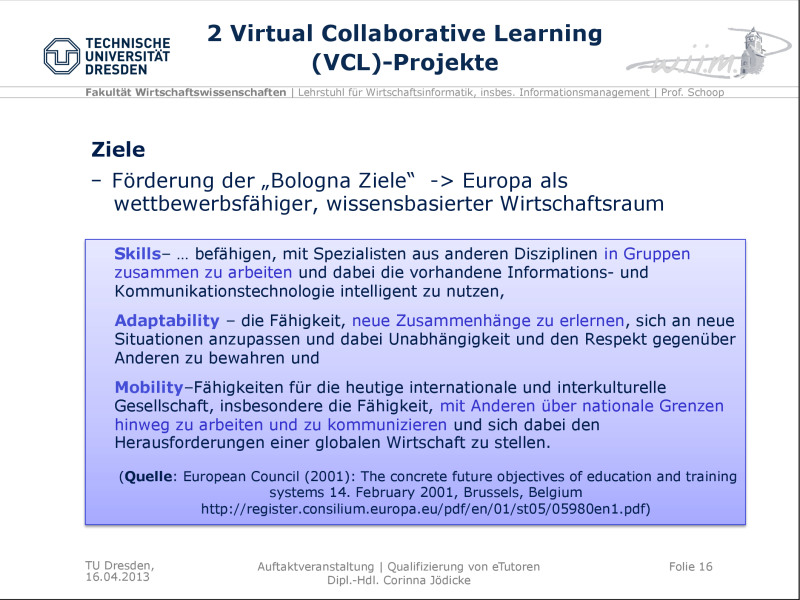 2 Virtual Collaborative Learning
(VCL)-Projekte
TECHNISCHE
UNIVERSITÄT
DRESDEN
wiim
Fakultät Wirtschaftswissenschaften | Lehrstuhl für Wirtschaftsinformatik, insbes. Informationsmanagement | Prof. Schoop
Ziele
– Förderung der „Bologna Ziele“ -> Europa als
wettbewerbsfähiger, wissensbasierter Wirtschaftsraum
Skills– … befähigen, mit Spezialisten aus anderen Disziplinen in Gruppen
zusammen zu arbeiten und dabei die vorhandene Informations- und
Kommunikationstechnologie intelligent zu nutzen,
Adaptability – die Fähigkeit, neue Zusammenhänge zu erlernen, sich an neue
Situationen anzupassen und dabei Unabhängigkeit und den Respekt gegenüber
Anderen zu bewahren und
Mobility–Fähigkeiten für die heutige internationale und interkulturelle
Gesellschaft, insbesondere die Fähigkeit, mit Anderen über nationale Grenzen
hinweg zu arbeiten und zu kommunizieren und sich dabei den
Herausforderungen einer globalen Wirtschaft zu stellen.
(Quelle: European Council (2001): The concrete future objectives of education and training
systems 14. February 2001, Brussels, Belgium
http://register.consilium.europa.eu/pdf/en/01/st05/05980en1.pdf)
TU Dresden,
16.04.2013
Auftaktveranstaltung | Qualifizierung von eTutoren
Dipl.-Hdl. Corinna Jödicke
Folie 16